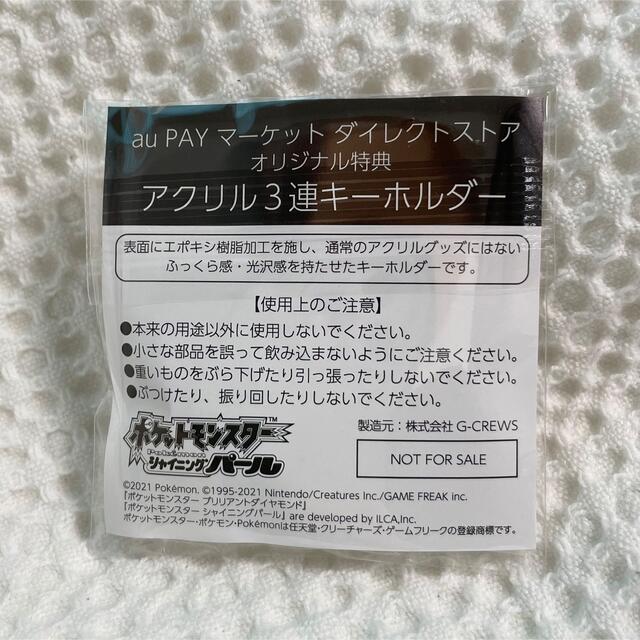 au PAY マーケット ダイレクトストア
オリジナル特典
アクリル3連キーホルダー
表面にエポキシ樹脂加工を施し、通常のアクリルグッズにはない
ふっくら感・光沢感を持たせたキーホルダーです。
【使用上のご注意】
●本来の用途以外に使用しないでください。
●小さな部品を誤って飲み込まないようにご注意ください。
●重いものをぶら下げたり引っ張ったりしないでください。
●ぶつけたり、振り回したりしないでください。
ポケットモンスター™
Pokémon
シャイニングパール
製造元：株式会社 G-CREWS
NOT FOR SALE
©2021 Pokémon. ©1995-2021 Nintendo/Creatures Inc./GAME FREAK inc.
『ポケットモンスター ブリリアントダイヤモンド』
『ポケットモンスター シャイニングパール』are developed by ILCA,Inc.
ポケットモンスター・ポケモン・Pokémonは任天堂・クリーチャーズ・ゲームフリークの登録商標です。